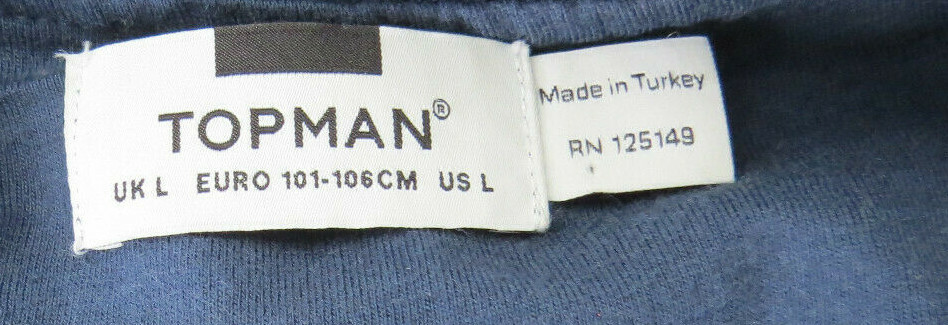 TOPMAN®
UK L EURO 101-106CM US L
Made in Turkey
RN 125149